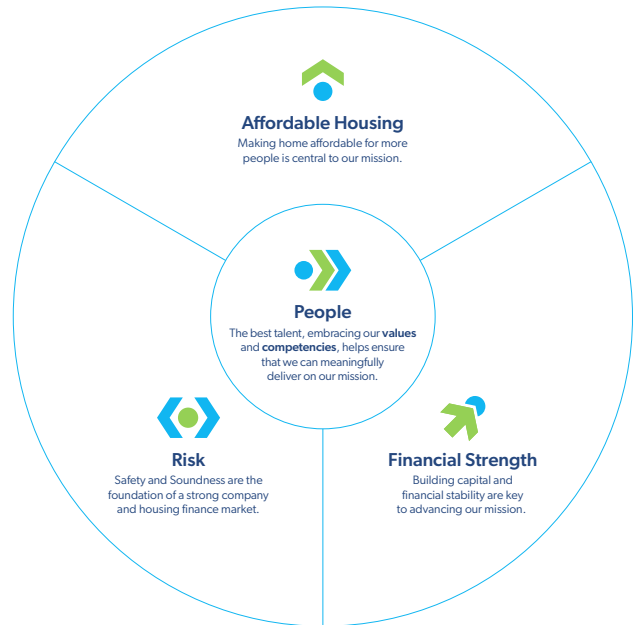 Affordable Housing
Making home affordable for more
people is central to our mission.
People
The best talent, embracing our values
and competencies, helps ensure
that we can meaningfully
deliver on our mission.
Risk
Safety and Soundness are the
foundation of a strong company
and housing finance market.
Financial Strength
Building capital and
financial stability are key
to advancing our mission.